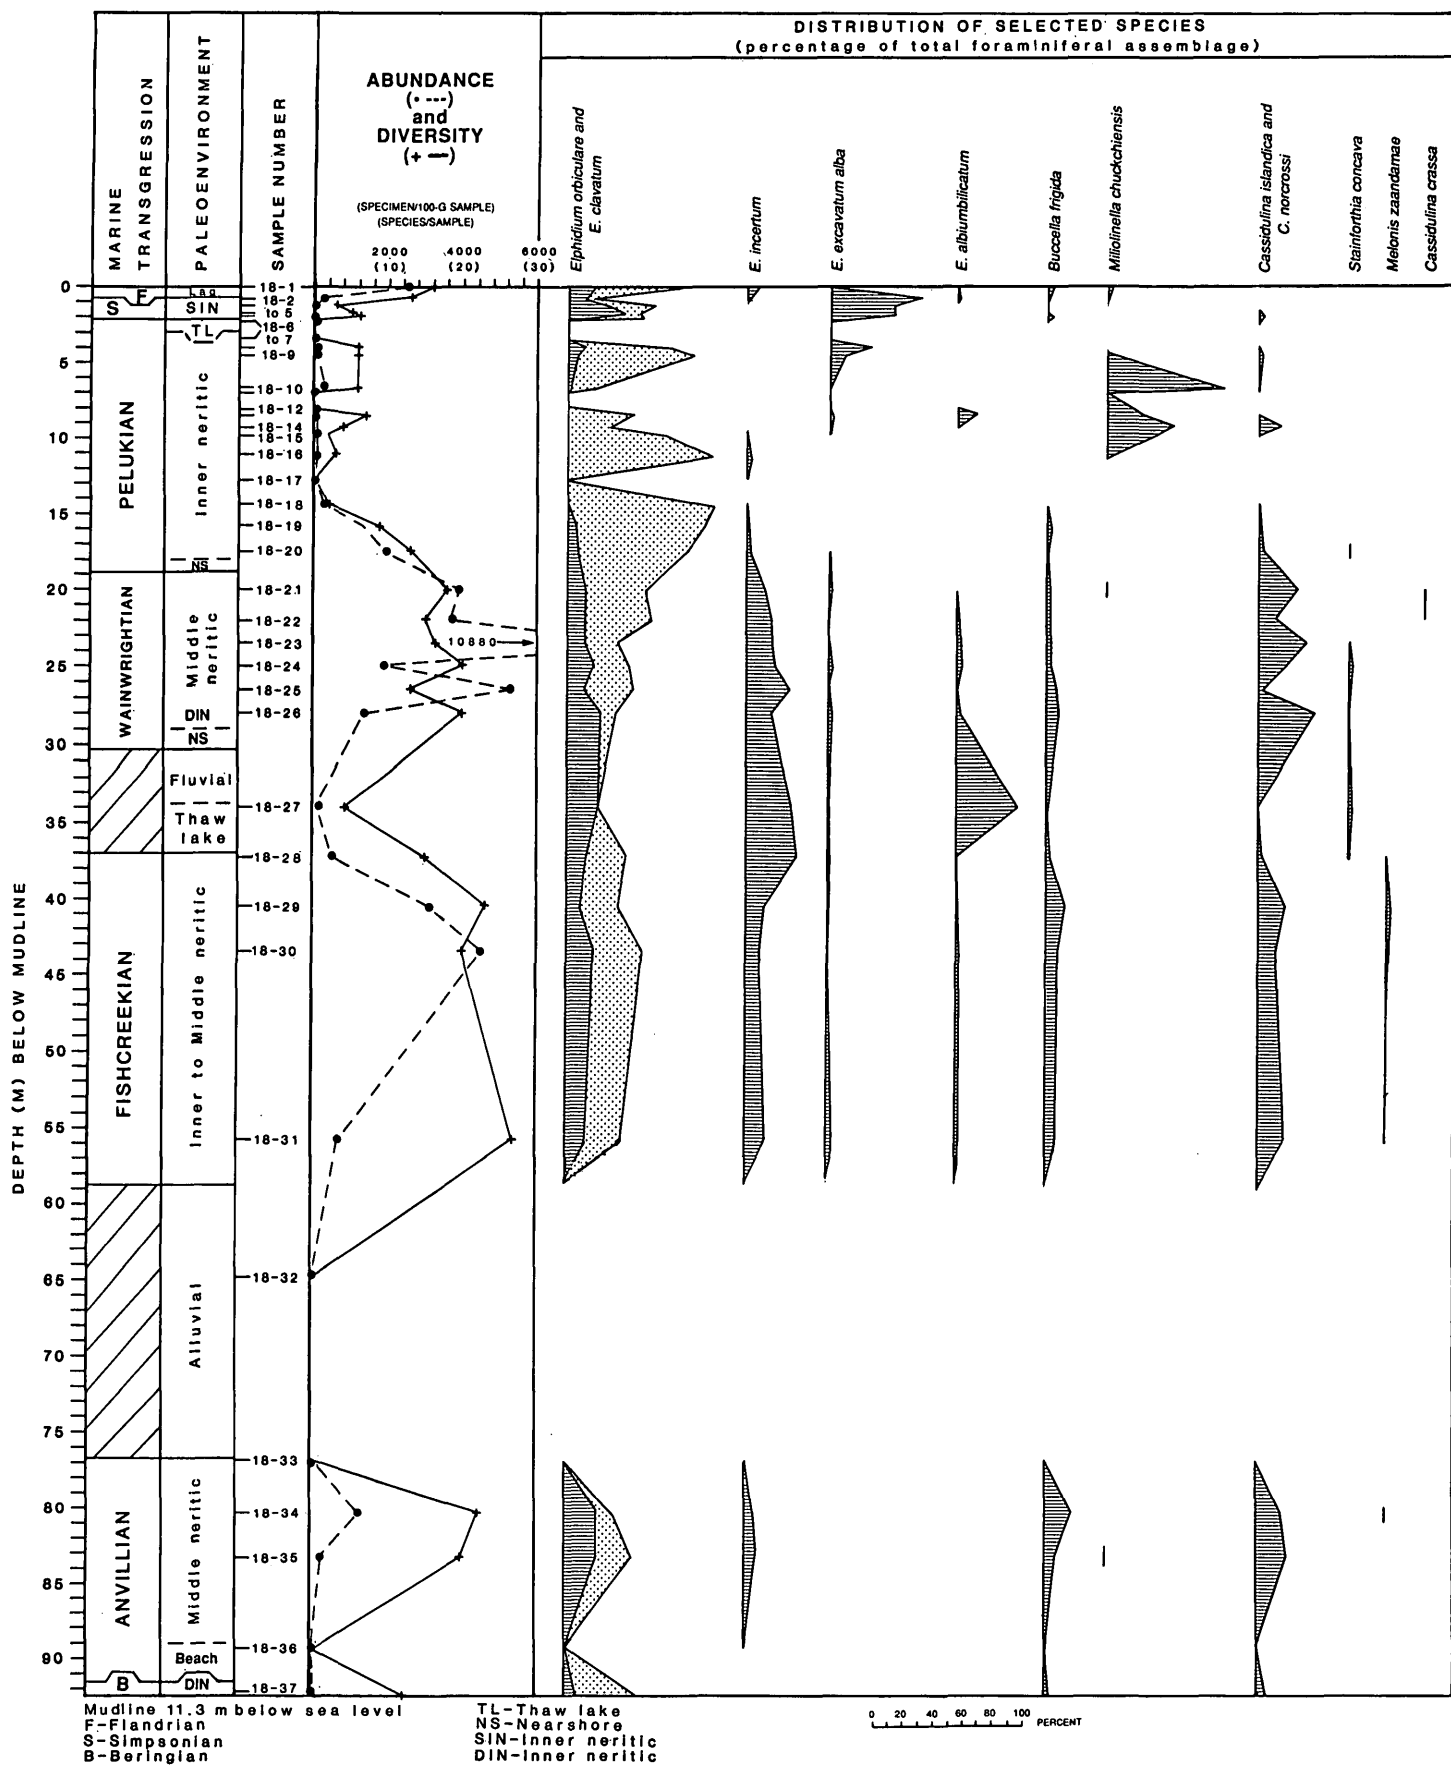 DISTRIBUTION OF SELECTED SPECIES
(percentage of total foraminiferal assemblage)
MARINE
TRANSGRESSION
PALEOENVIRONMENT
SAMPLE NUMBER
ABUNDANCE
(• ---)
and
DIVERSITY
(+ —)
(SPECIMEN/100-G SAMPLE)
(SPECIES/SAMPLE)
2000 4000 6000
(10) (20) (30)
Elphidium orbiculare and
E. clavatum
E. incertum
E. excavatum alba
E. albiumbilicatum
Buccella frigida
Miliolinella chuckchiensis
Cassidulina islandica and
C. norcrossi
Stainforthia concava
Melonis zaandamae
Cassidulina crassa
DEPTH (M) BELOW MUDLINE
0
5
10
15
20
25
30
35
40
45
50
55
60
65
70
75
80
85
90
F
S
PELUKIAN
WAINWRIGHTIAN
FISHCREEKIAN
ANVILLIAN
B
Lag
SIN
TL
Inner neritic
NS
Middle
neritic
DIN
NS
Fluvial
Thaw
lake
Inner to Middle neritic
Alluvial
Middle neritic
Beach
DIN
18-1
18-2
to 5
18-6
to 7
18-9
18-10
18-12
18-14
18-15
18-16
18-17
18-18
18-19
18-20
18-21
18-22
18-23
18-24
18-25
18-26
18-27
18-28
18-29
18-30
18-31
18-32
18-33
18-34
18-35
18-36
18-37
10880
Mudline 11.3 m below sea level
F-Flandrian
S-Simpsonian
B-Beringian
TL-Thaw lake
NS-Nearshore
SIN-Inner neritic
DIN-Inner neritic
0 20 40 60 80 100 PERCENT